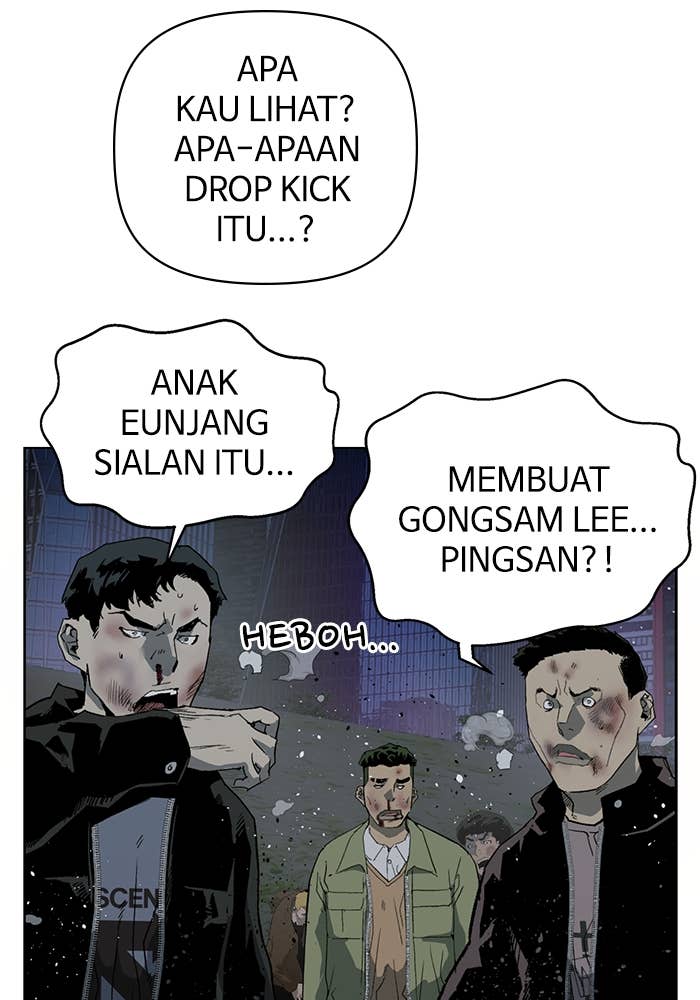 APA
KAU LIHAT?
APA-APAAN
DROP KICK
ITU...?
ANAK
EUNJANG
SIALAN ITU...
MEMBUAT
GONGSAM LEE...
PINGSAN?!
HEBOH...
SCEN